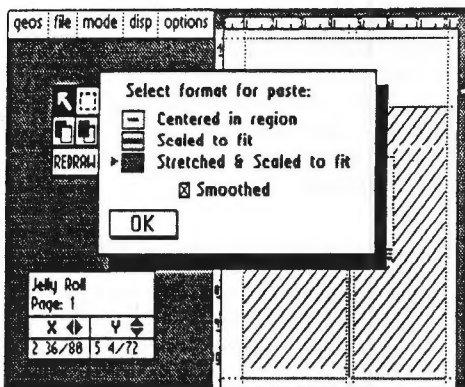 geos file mode disp options
Select format for paste:
Centered in region
Scaled to fit
REDRAW
Stretched & Scaled to fit
Smoothed
OK
Jelly Roll
Page: 1
X Y
2 36/80 5 4/72